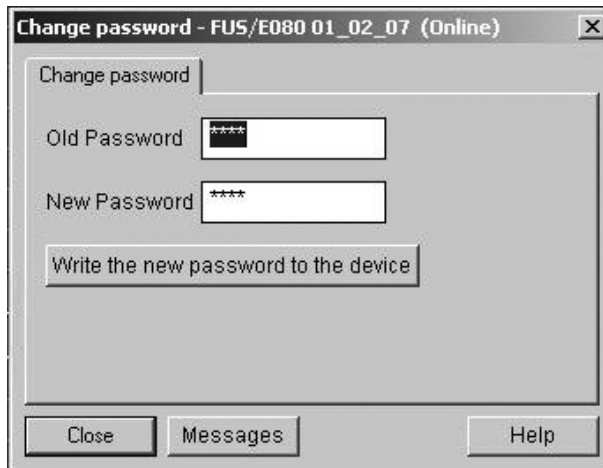 Change password - FUS/E080 01_02_07 (Online)
Change password
Old Password ****
New Password ****
Write the new password to the device
Close Messages Help